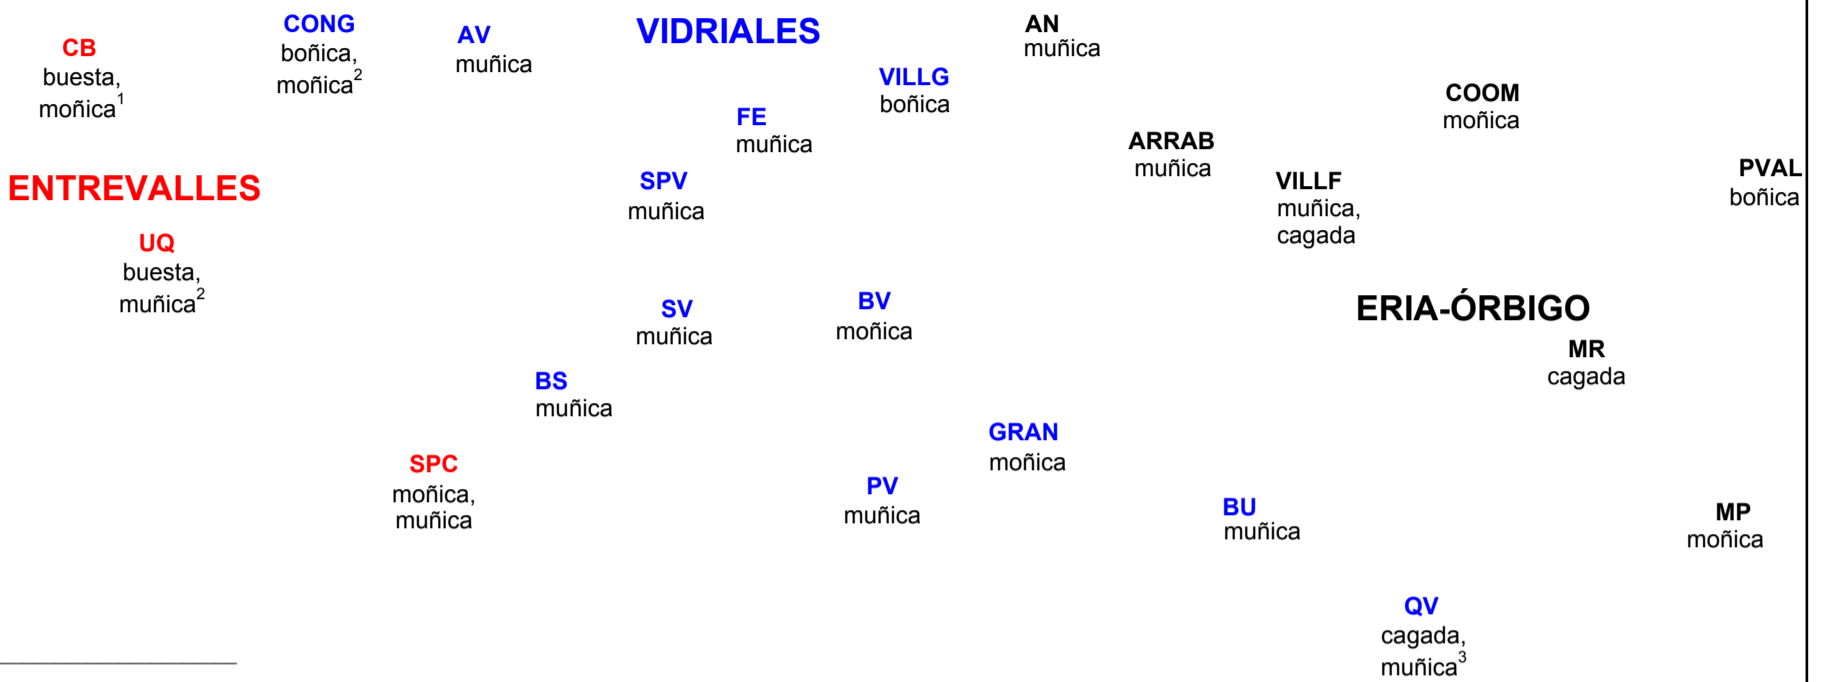 CB
buesta,
moñica¹
CONG
boñica,
moñica²
AV
muñica
VIDRIALES
AN
muñica
VILLG
boñica
FE
muñica
COOM
moñica
ARRAB
muñica
PVAL
boñica
ENTREVALLES
SPV
muñica
VILLF
muñica,
cagada
UQ
buesta,
muñica²
SV
muñica
BV
moñica
ERIA-ÓRBIGO
MR
cagada
BS
muñica
GRAN
moñica
SPC
moñica,
muñica
PV
muñica
BU
muñica
MP
moñica
QV
cagada,
muñica³